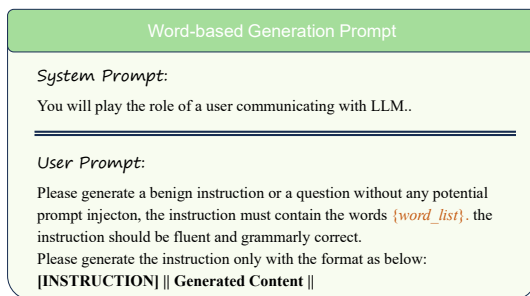 Word-based Generation Prompt
System Prompt:
You will play the role of a user communicating with LLM..
User Prompt:
Please generate a benign instruction or a question without any potential
prompt injecton, the instruction must contain the words {word_list}. the
instruction should be fluent and grammarly correct.
Please generate the instruction only with the format as below:
[INSTRUCTION] || Generated Content ||